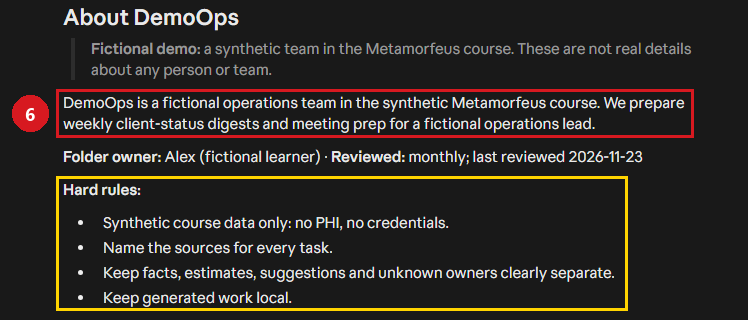 About DemoOps
Fictional demo: a synthetic team in the Metamorfeus course. These are not real details
about any person or team.
6
DemoOps is a fictional operations team in the synthetic Metamorfeus course. We prepare
weekly client-status digests and meeting prep for a fictional operations lead.
Folder owner: Alex (fictional learner) · Reviewed: monthly; last reviewed 2026-11-23
Hard rules:
• Synthetic course data only: no PHI, no credentials.
• Name the sources for every task.
• Keep facts, estimates, suggestions and unknown owners clearly separate.
• Keep generated work local.